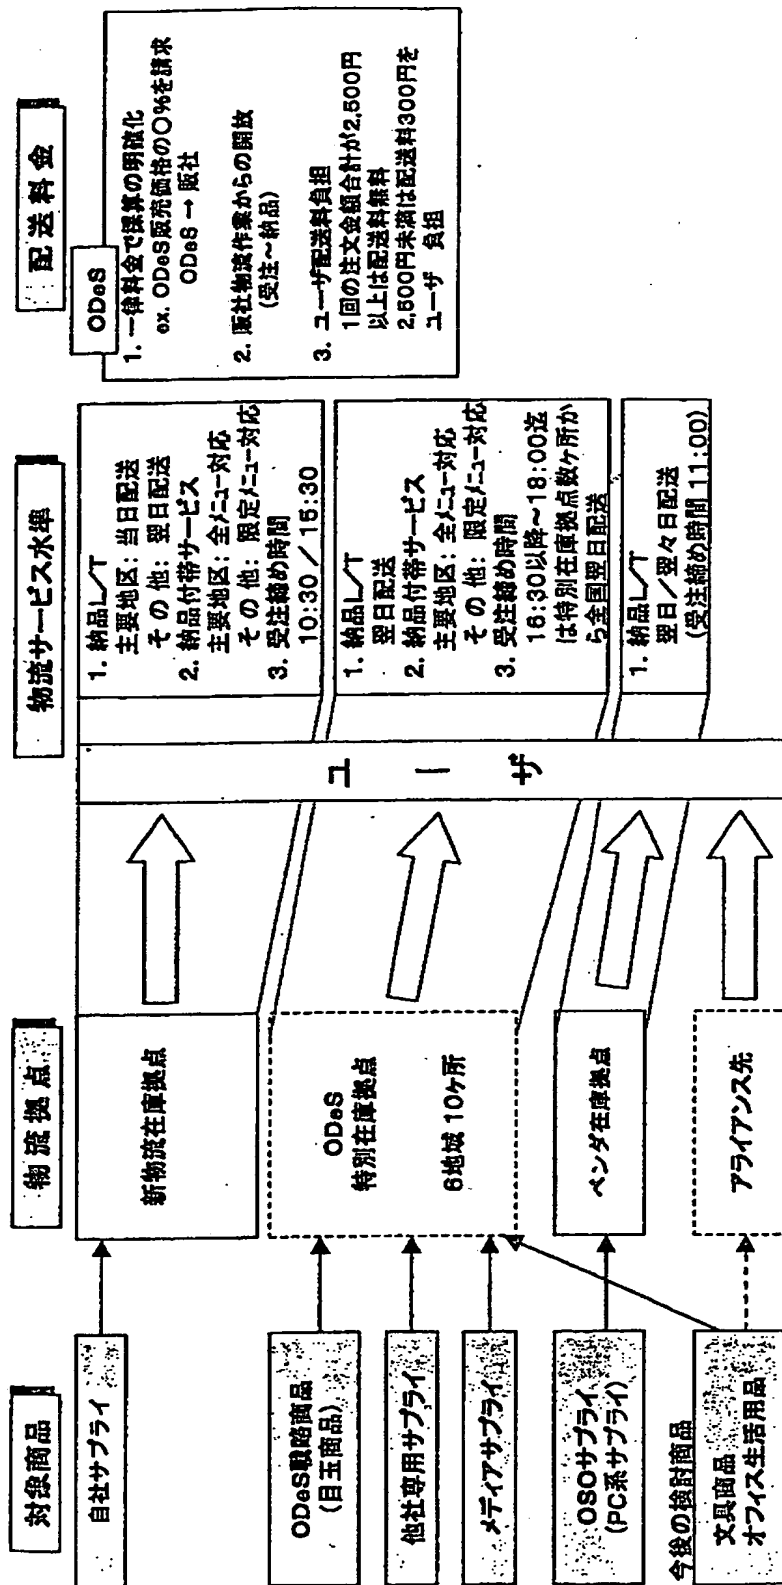 対象商品
自社サプライ
ODeS戦略商品
(目玉商品)
他社専用サプライ
メディアサプライ
OSOサプライ
(PC系サプライ)
今後の検討商品
文具商品
オフィス生活用品
物流拠点
新物流在庫拠点
ODeS
特別在庫拠点
6地域 10ヶ所
ベンダ在庫拠点
アライアンス先
ユーザ
物流サービス水準
1. 納品L/T
主要地区: 当日配送
その他: 翌日配送
2. 納品付帯サービス
主要地区: 全メニュー対応
その他: 限定メニュー対応
3. 受注締め時間
10:30/15:30
1. 納品L/T
翌日配送
2. 納品付帯サービス
主要地区: 全メニュー対応
その他: 限定メニュー対応
3. 受注締め時間
15:30以降~18:00迄
は特別在庫拠点数ヶ所か
ら全国翌日配送
1. 納品L/T
翌日/翌々日配送
(受注締め時間 11:00)
配送料金
ODeS
1. 一律料金で採算の明確化
ex. ODeS販売価格の〇%を請求
ODeS → 販社
2. 販社物流作業からの開放
(受注~納品)
3. ユーザ配送料負担
1回の注文金額合計が2,500円
以上は配送料無料
2,500円未満は配送料300円を
ユーザ 負担